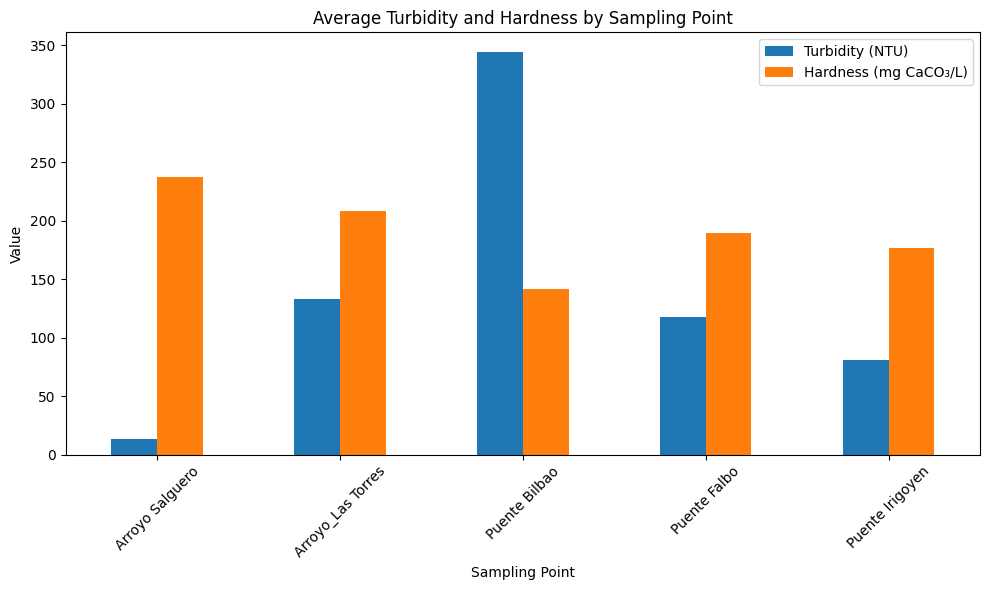 Average Turbidity and Hardness by Sampling Point
Turbidity (NTU)
Hardness (mg CaCO₃/L)
Value
350
300
250
200
150
100
50
0
Arroyo Salguero
Arroyo_Las Torres
Puente Bilbao
Puente Falbo
Puente Irigoyen
Sampling Point